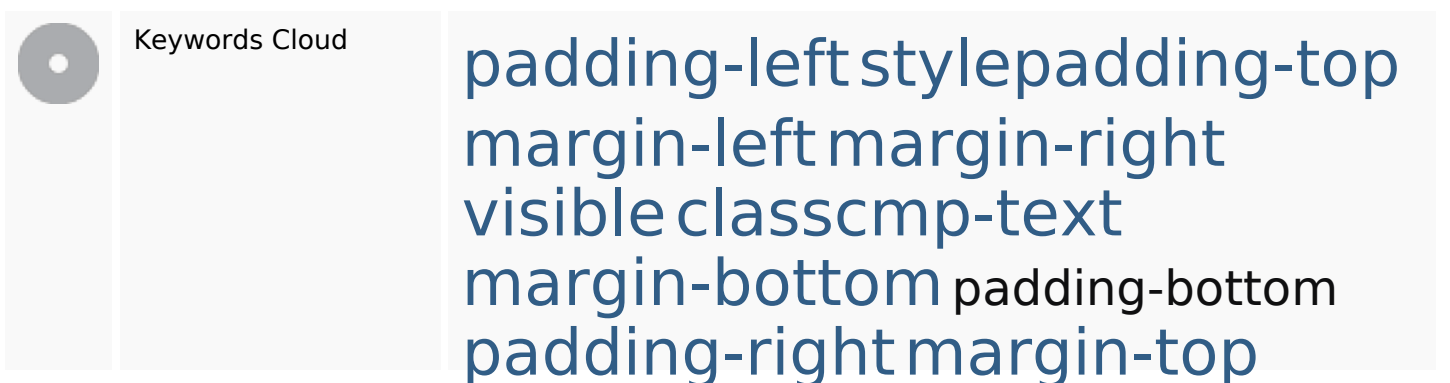 Keywords Cloud
padding-left stylepadding-top
margin-left margin-right
visible classcmp-text
margin-bottom padding-bottom
padding-right margin-top